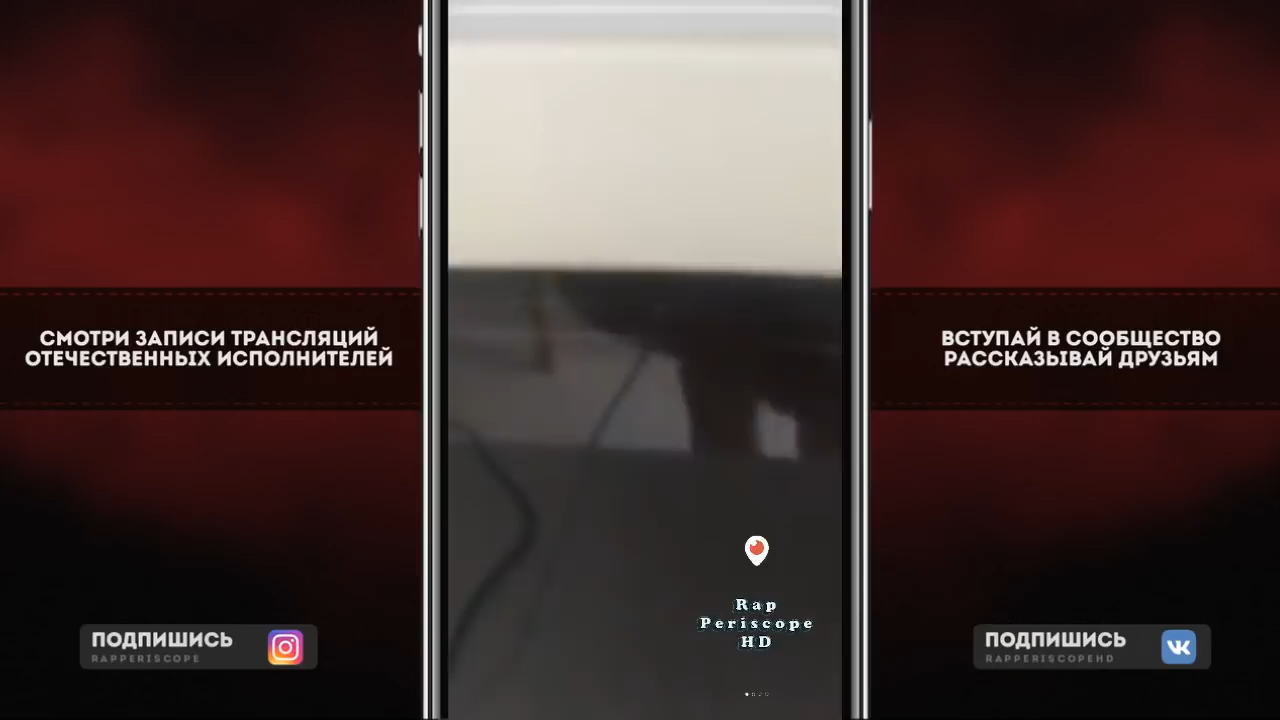 СМОТРИ ЗАПИСИ ТРАНСЛЯЦИЙ
ОТЕЧЕСТВЕННЫХ ИСПОЛНИТЕЛЕЙ
ВСТУПАЙ В СООБЩЕСТВО
РАССКАЗЫВАЙ ДРУЗЬЯМ
Rap
Periscope
HD
ПОДПИШИСЬ
RAPPERISCOPE
ПОДПИШИСЬ
RAPPERISCOPEHD